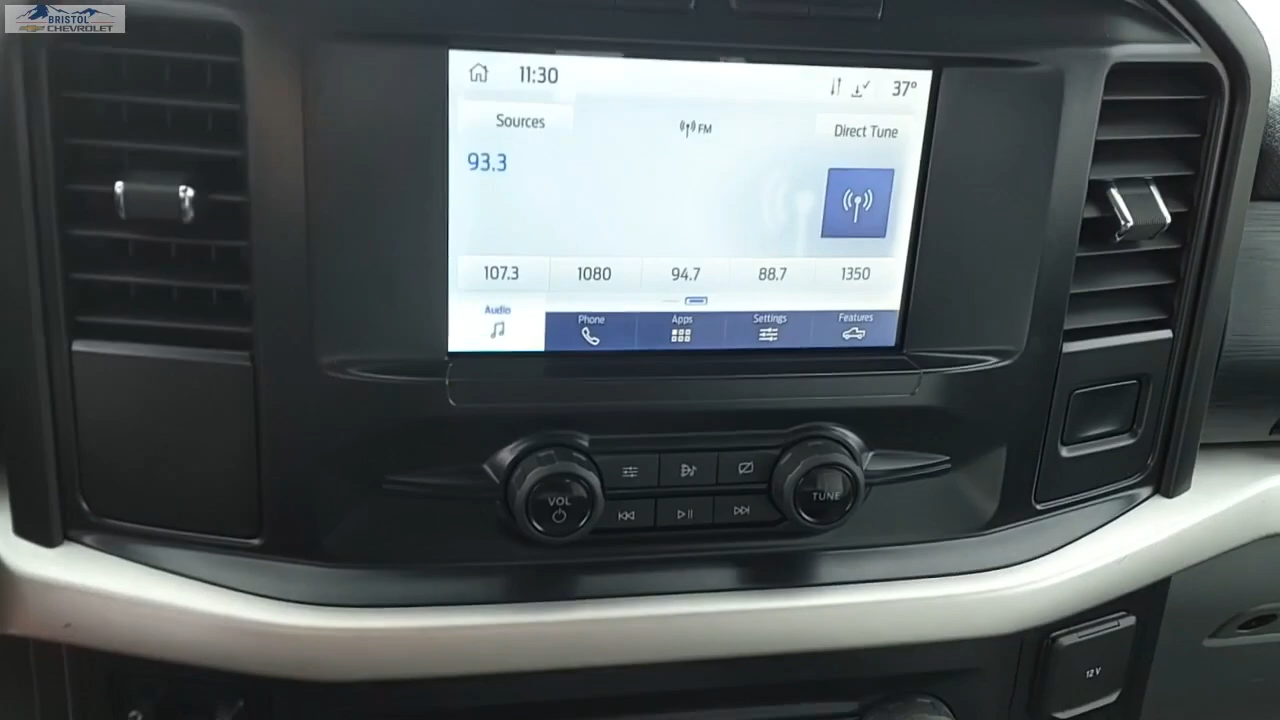 BRISTOL
CHEVROLET
11:30
37°
Sources
FM
Direct Tune
93.3
107.3 1080 94.7 88.7 1350
Audio Phone Apps Settings Features
VOL
TUNE
12V